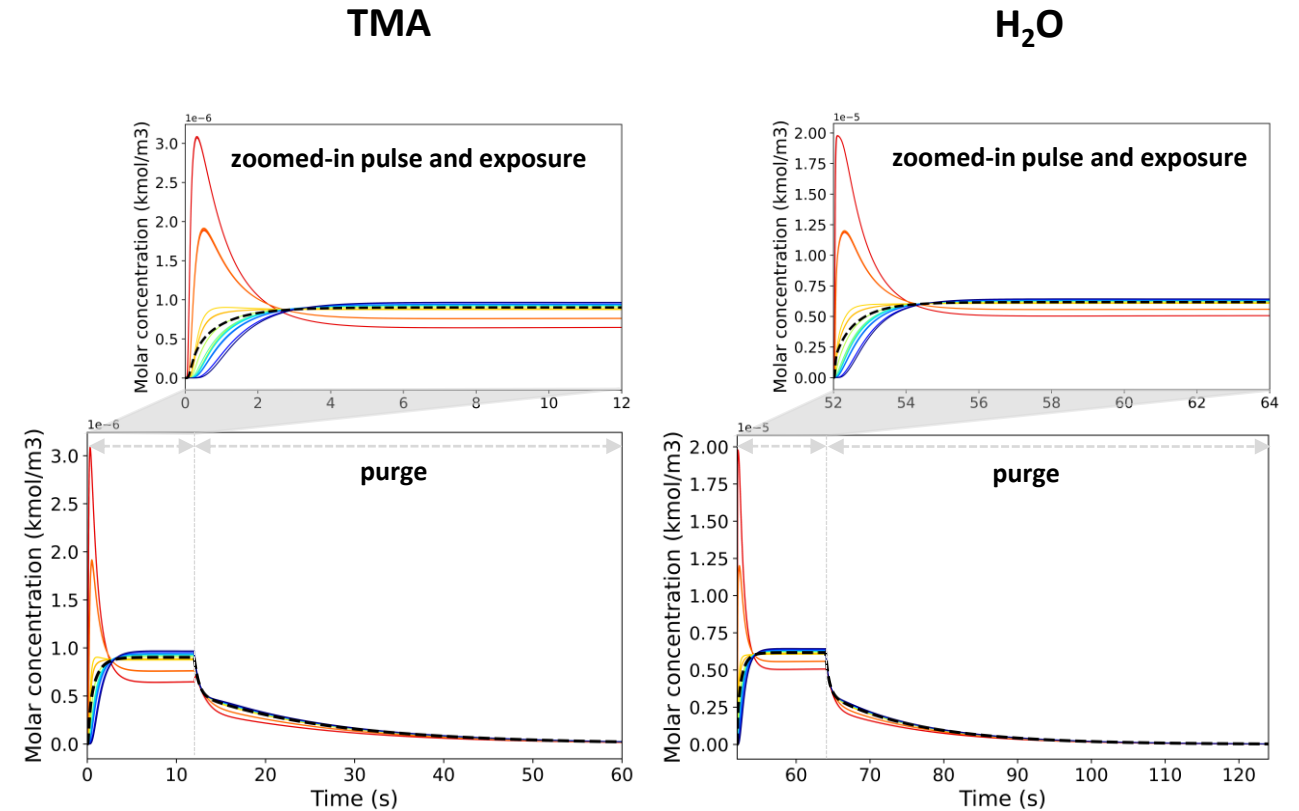 TMA
H₂O
1e−6
zoomed-in pulse and exposure
Molar concentration (kmol/m3)
3.0
2.5
2.0
1.5
1.0
0.5
0.0
0 2 4 6 8 10 12
1e−5
zoomed-in pulse and exposure
Molar concentration (kmol/m3)
2.00
1.75
1.50
1.25
1.00
0.75
0.50
0.25
0.00
52 54 56 58 60 62 64
1e−6
purge
Molar concentration (kmol/m3)
3.0
2.5
2.0
1.5
1.0
0.5
0.0
0 10 20 30 40 50 60
Time (s)
1e−5
purge
Molar concentration (kmol/m3)
2.00
1.75
1.50
1.25
1.00
0.75
0.50
0.25
0.00
60 70 80 90 100 110 120
Time (s)